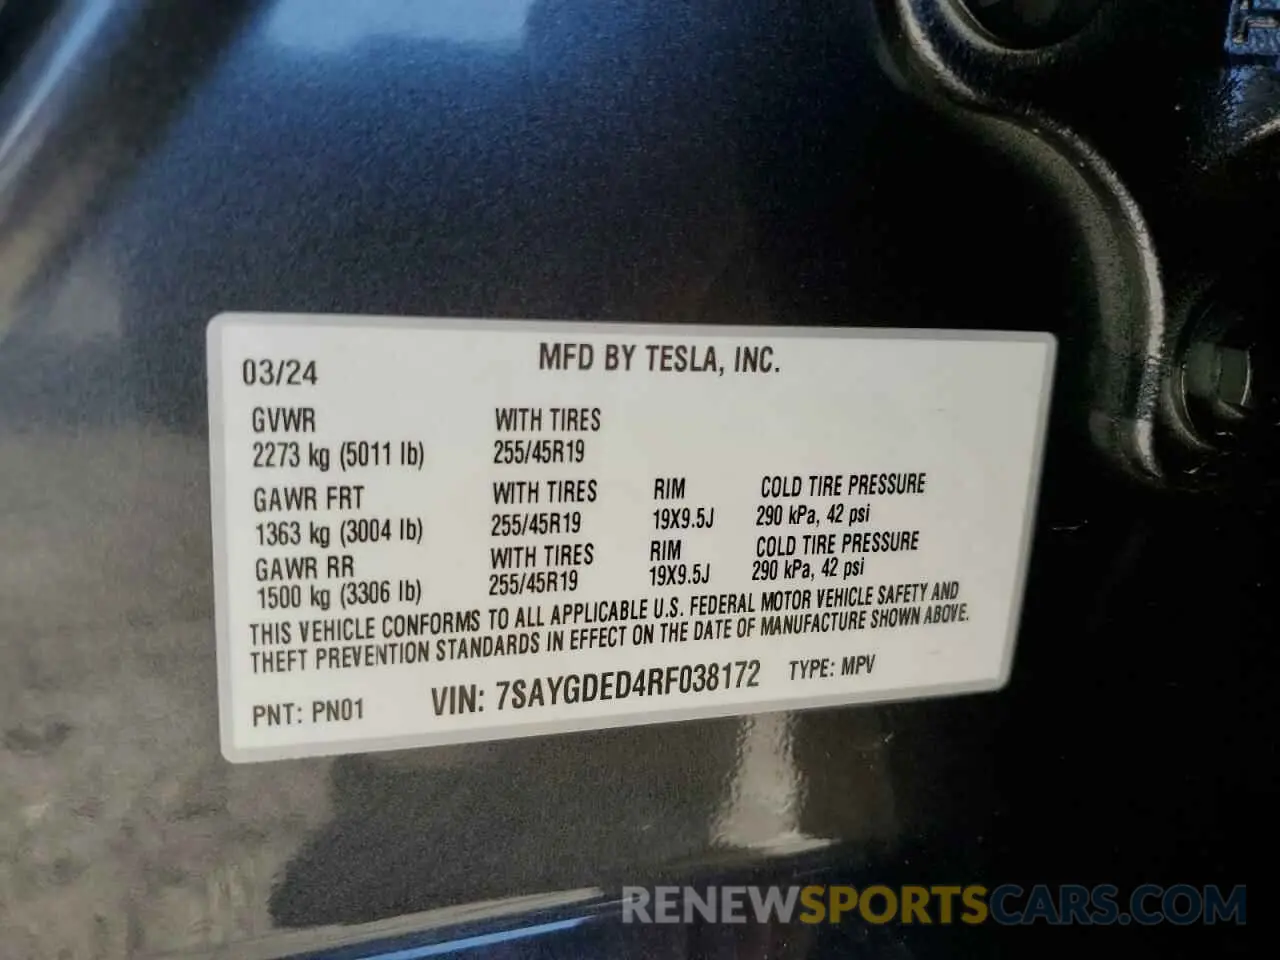 MFD BY TESLA, INC.
03/24
GVWR WITH TIRES
2273 kg (5011 lb) 255/45R19
GAWR FRT WITH TIRES RIM COLD TIRE PRESSURE
1363 kg (3004 lb) 255/45R19 19X9.5J 290 kPa, 42 psi
GAWR RR WITH TIRES RIM COLD TIRE PRESSURE
1500 kg (3306 lb) 255/45R19 19X9.5J 290 kPa, 42 psi
THIS VEHICLE CONFORMS TO ALL APPLICABLE U.S. FEDERAL MOTOR VEHICLE SAFETY AND
THEFT PREVENTION STANDARDS IN EFFECT ON THE DATE OF MANUFACTURE SHOWN ABOVE.
PNT: PN01 VIN: 7SAYGDED4RF038172 TYPE: MPV
RENEWSPORTSCARS.COM